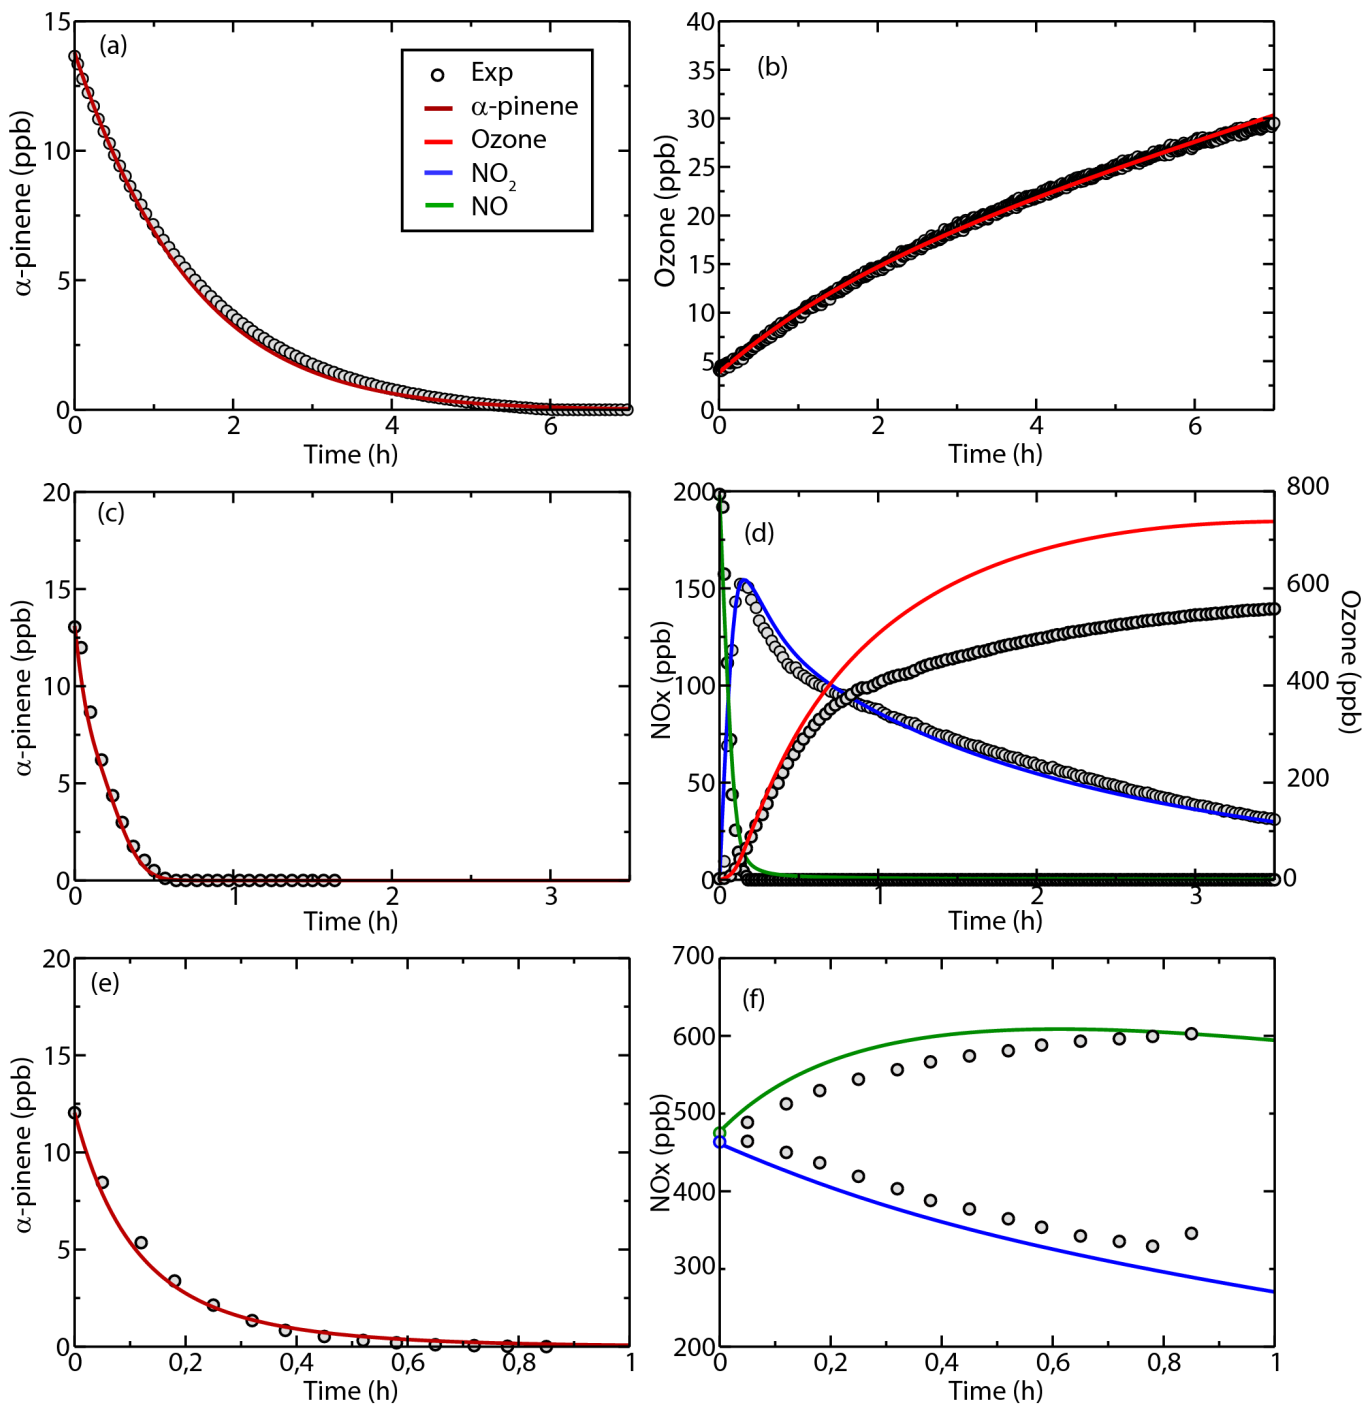 (a)
Exp
α-pinene
Ozone
NO₂
NO
15
10
5
0
α-pinene (ppb)
0 2 4 6
Time (h)
(b)
40
35
30
25
20
15
10
5
0
Ozone (ppb)
0 2 4 6
Time (h)
(c)
20
15
10
5
0
α-pinene (ppb)
0 1 2 3
Time (h)
(d)
200
150
100
50
0
NOx (ppb)
800
600
400
200
0
Ozone (ppb)
0 1 2 3
Time (h)
(e)
20
15
10
5
0
α-pinene (ppb)
0 0,2 0,4 0,6 0,8 1
Time (h)
(f)
700
600
500
400
300
200
NOx (ppb)
0 0,2 0,4 0,6 0,8 1
Time (h)